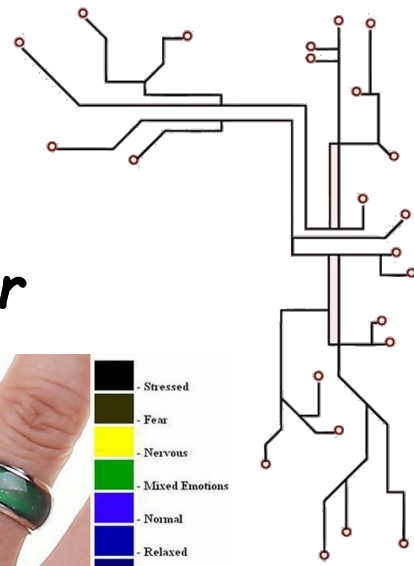 r
- Stressed
- Fear
- Nervous
- Mixed Emotions
- Normal
- Relaxed